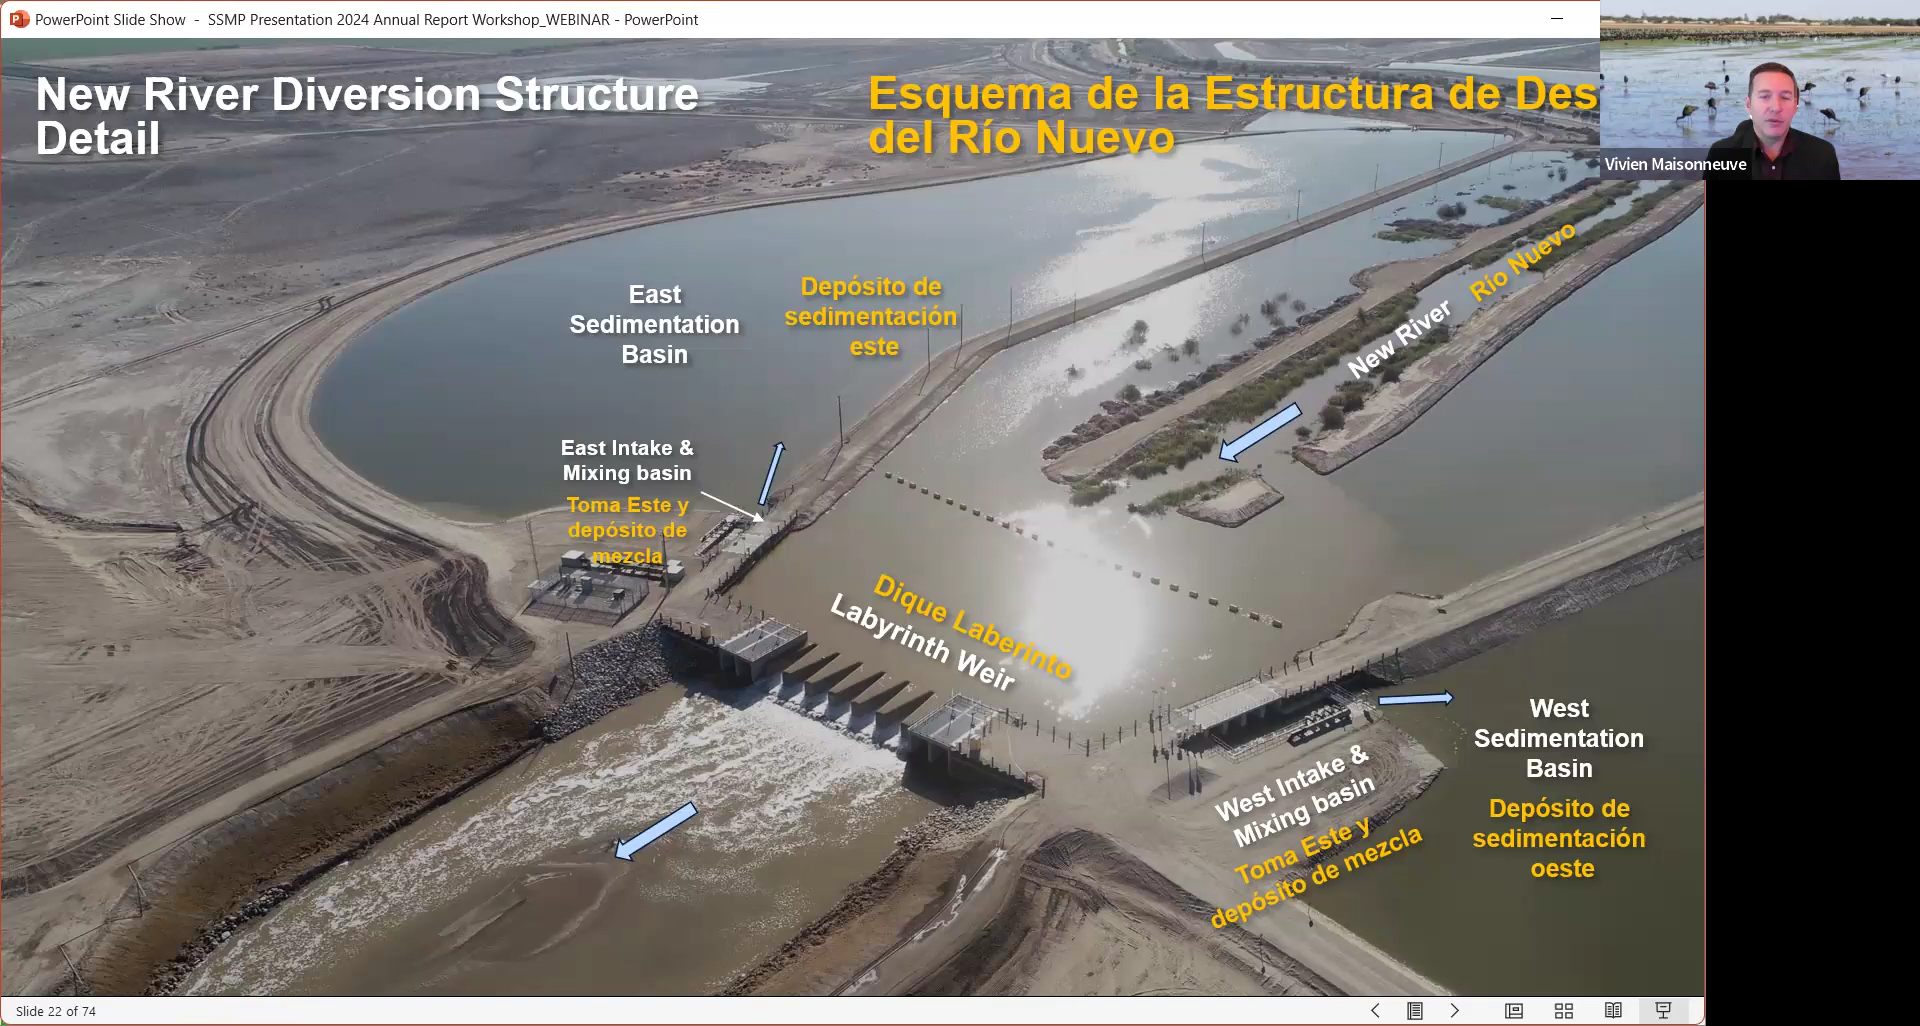 PowerPoint Slide Show - SSMP Presentation 2024 Annual Report Workshop_WEBINAR - PowerPoint
New River Diversion Structure
Detail
Esquema de la Estructura de Des
del Río Nuevo
Vivien Maisonneuve
East
Sedimentation
Basin
Depósito de
sedimentación
este
Río Nuevo
New River
East Intake &
Mixing basin
Toma Este y
depósito de
mezcla
Dique Laberinto
Labyrinth Weir
West
Sedimentation
Basin
Depósito de
sedimentación
oeste
West Intake &
Mixing basin
Toma Este y
depósito de mezcla
Slide 22 of 74